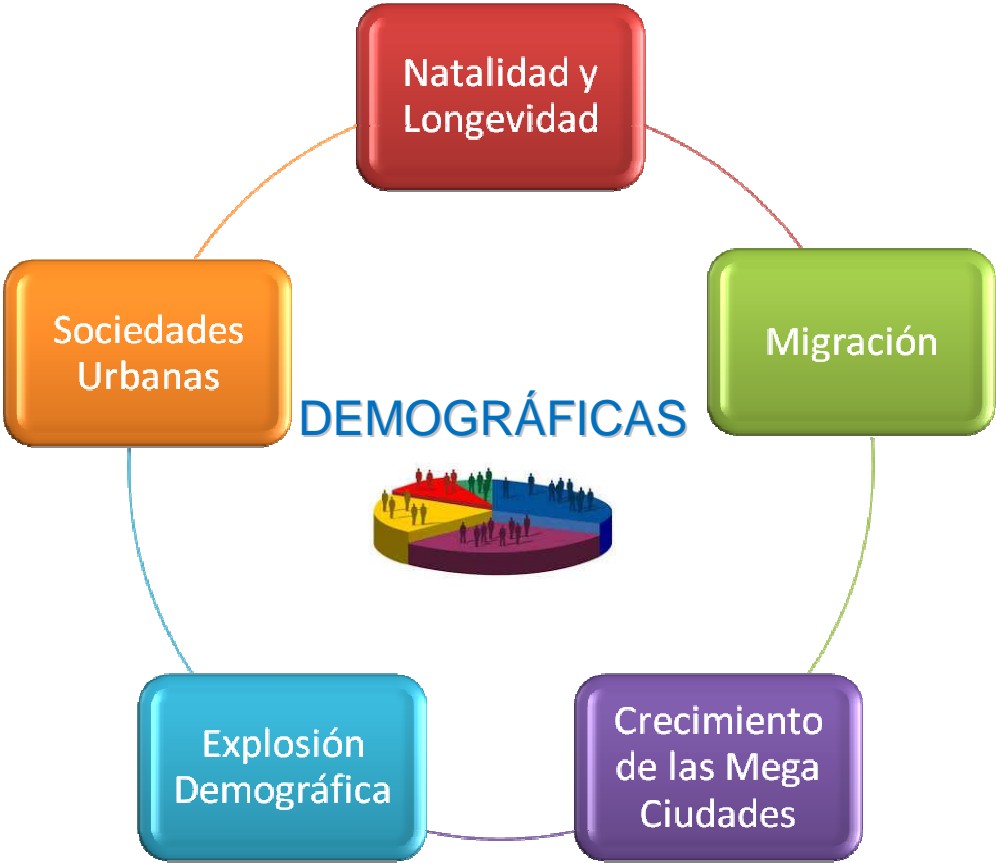 Natalidad y
Longevidad
Migración
Crecimiento
de las Mega
Ciudades
Explosión
Demográfica
Sociedades
Urbanas
DEMOGRÁFICAS